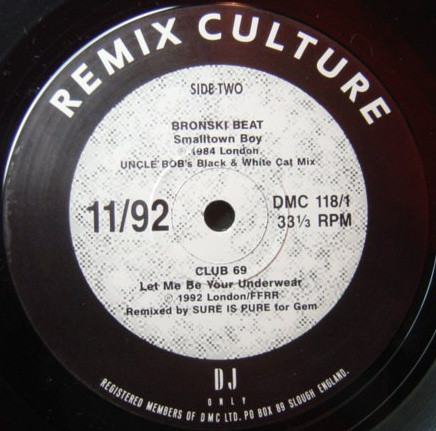 REMIX CULTURE
SIDE TWO
BRONSKI BEAT
Smalltown Boy
℗ 1984 London
UNCLE BOB's Black & White Cat Mix
11/92
DMC 118/1
33⅓ RPM
CLUB 69
Let Me Be Your Underwear
℗ 1992 London/FFRR
Remixed by SURE IS PURE for Gem
DJ
ONLY
REGISTERED MEMBERS OF DMC LTD. PO BOX 89 SLOUGH ENGLAND.